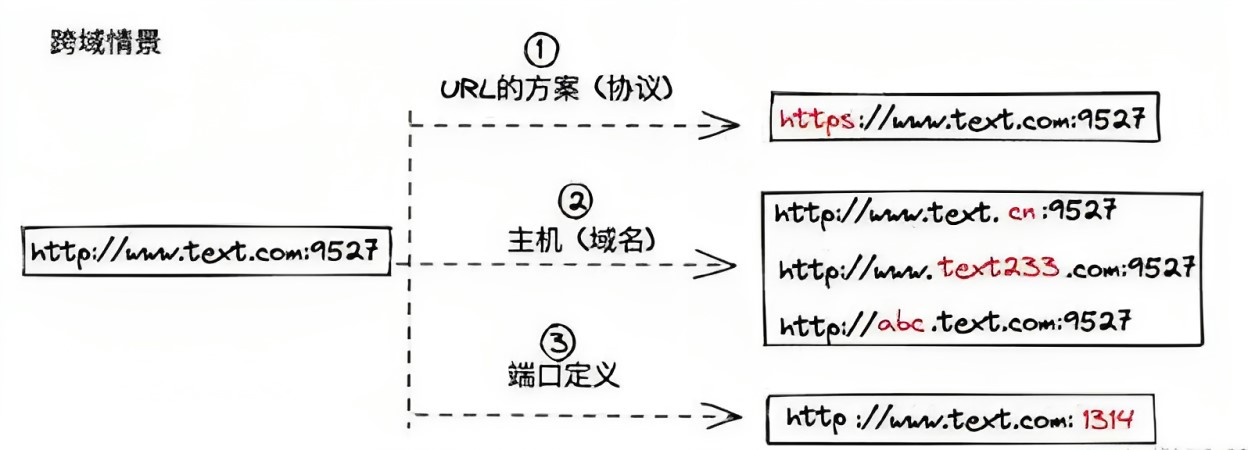 跨域情景
①
URL的方案（协议）
https://www.text.com:9527
②
主机（域名）
http://www.text.com:9527
http://www.text.cn:9527
http://www.text233.com:9527
http://abc.text.com:9527
③
端口定义
http://www.text.com:1314